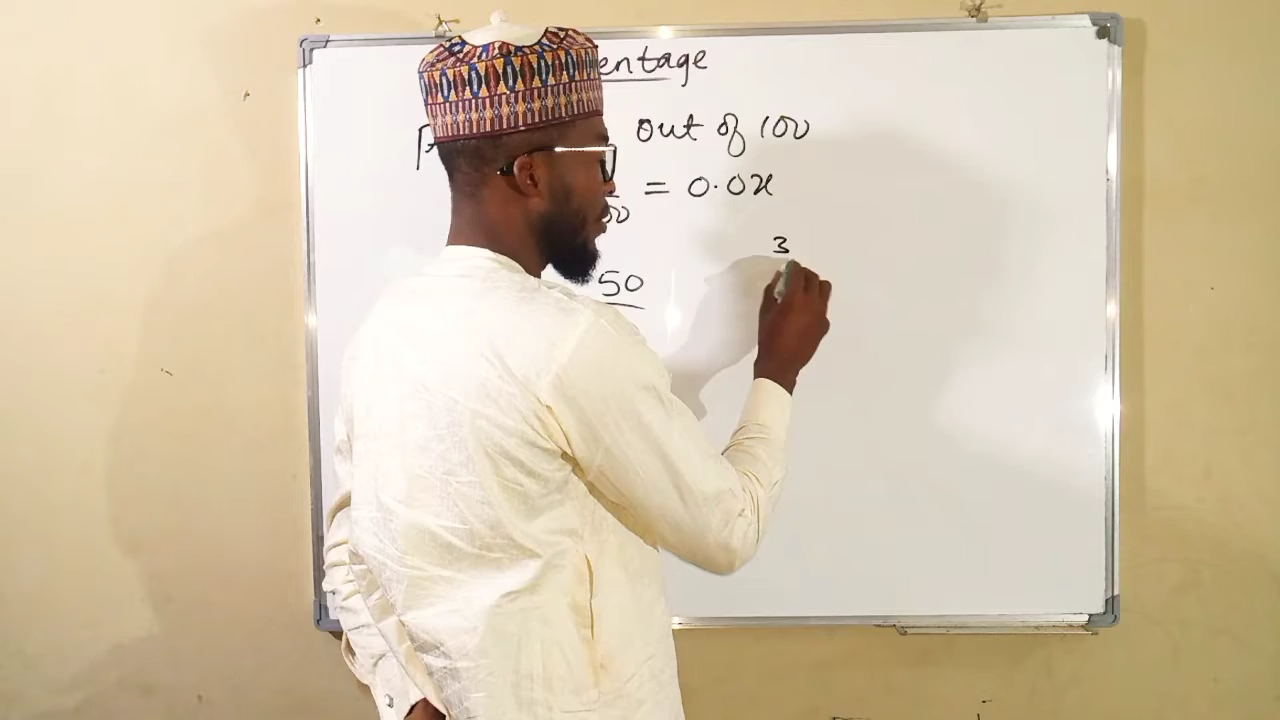 entage
out of 100
= 0.0x
3
50